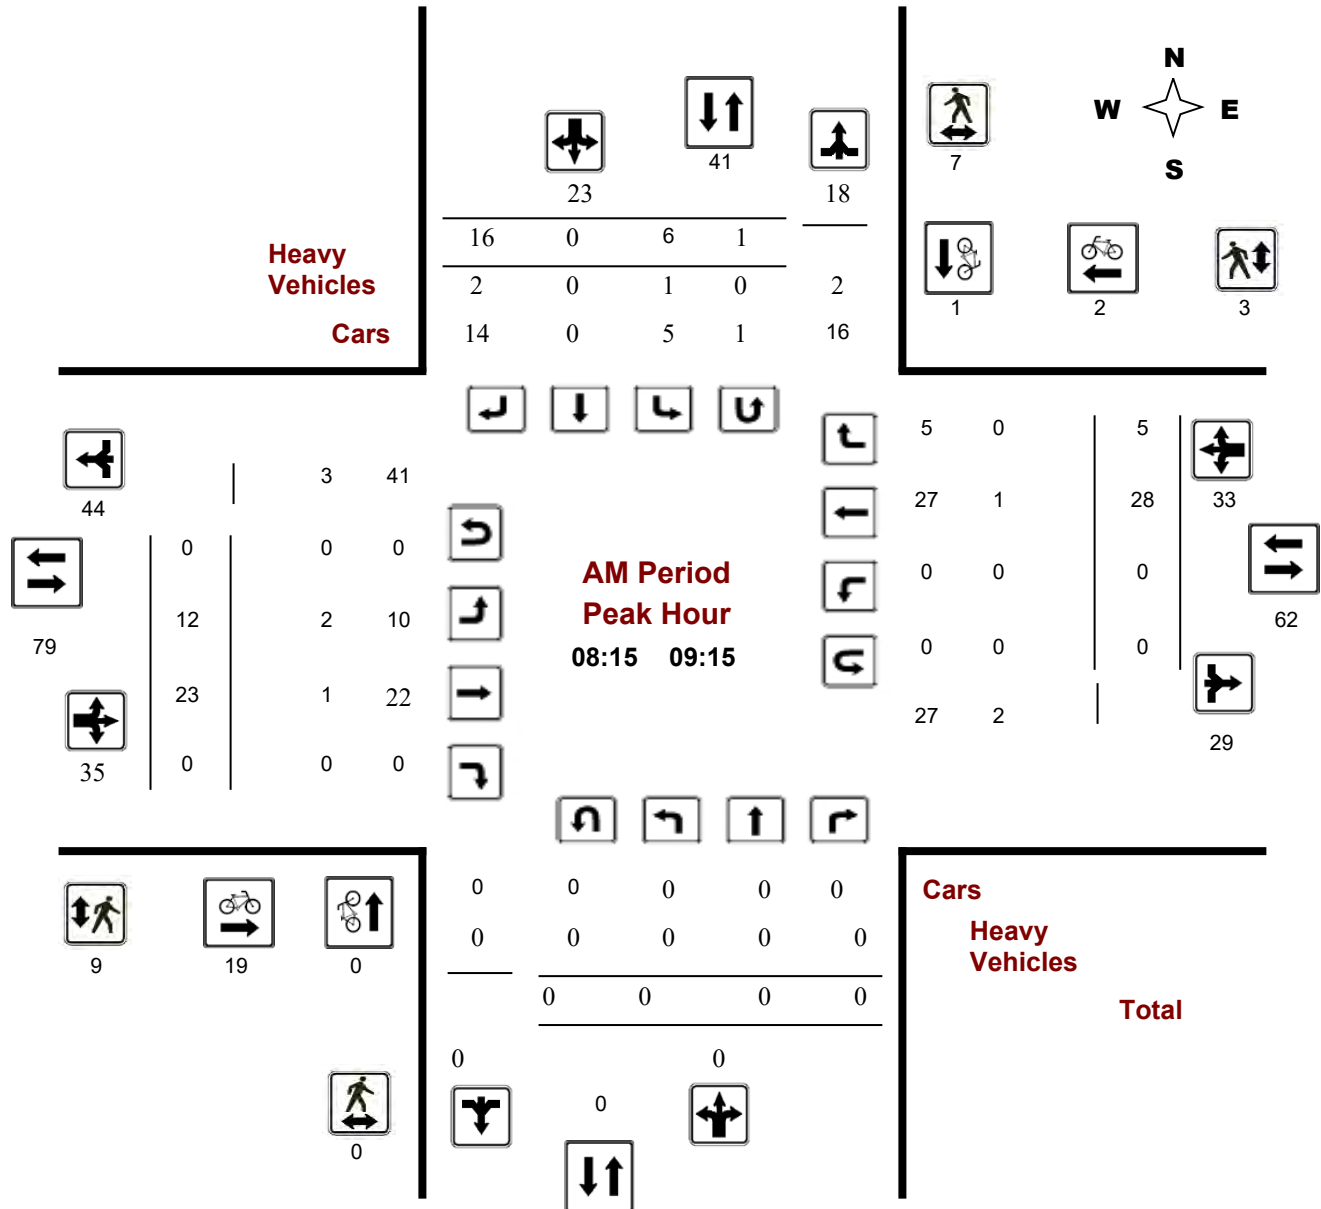 N
W E
S
41
7
23 18
16 0 6 1
Heavy
Vehicles
2 0 1 0 2
Cars
14 0 5 1 16
1 2 3
5 0 5
3 41
44
27 1 28 33
0 0 0
AM Period
Peak Hour
08:15 09:15
0 0 0
12 2 10
79
62
0 0 0
23 1 22
27 2
29
35 0 0 0
0 0 0 0 0
Cars
0 0 0 0 0
Heavy
Vehicles
9 19 0
0 0 0 0
Total
0 0
0
0